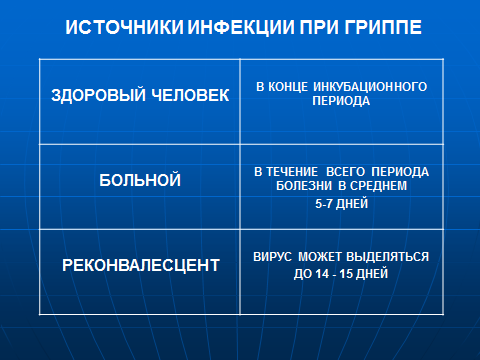 ИСТОЧНИКИ ИНФЕКЦИИ ПРИ ГРИППЕ
ЗДОРОВЫЙ ЧЕЛОВЕК
В КОНЦЕ ИНКУБАЦИОННОГО
ПЕРИОДА
БОЛЬНОЙ
В ТЕЧЕНИЕ ВСЕГО ПЕРИОДА
БОЛЕЗНИ В СРЕДНЕМ
5-7 ДНЕЙ
РЕКОНВАЛЕСЦЕНТ
ВИРУС МОЖЕТ ВЫДЕЛЯТЬСЯ
ДО 14 - 15 ДНЕЙ